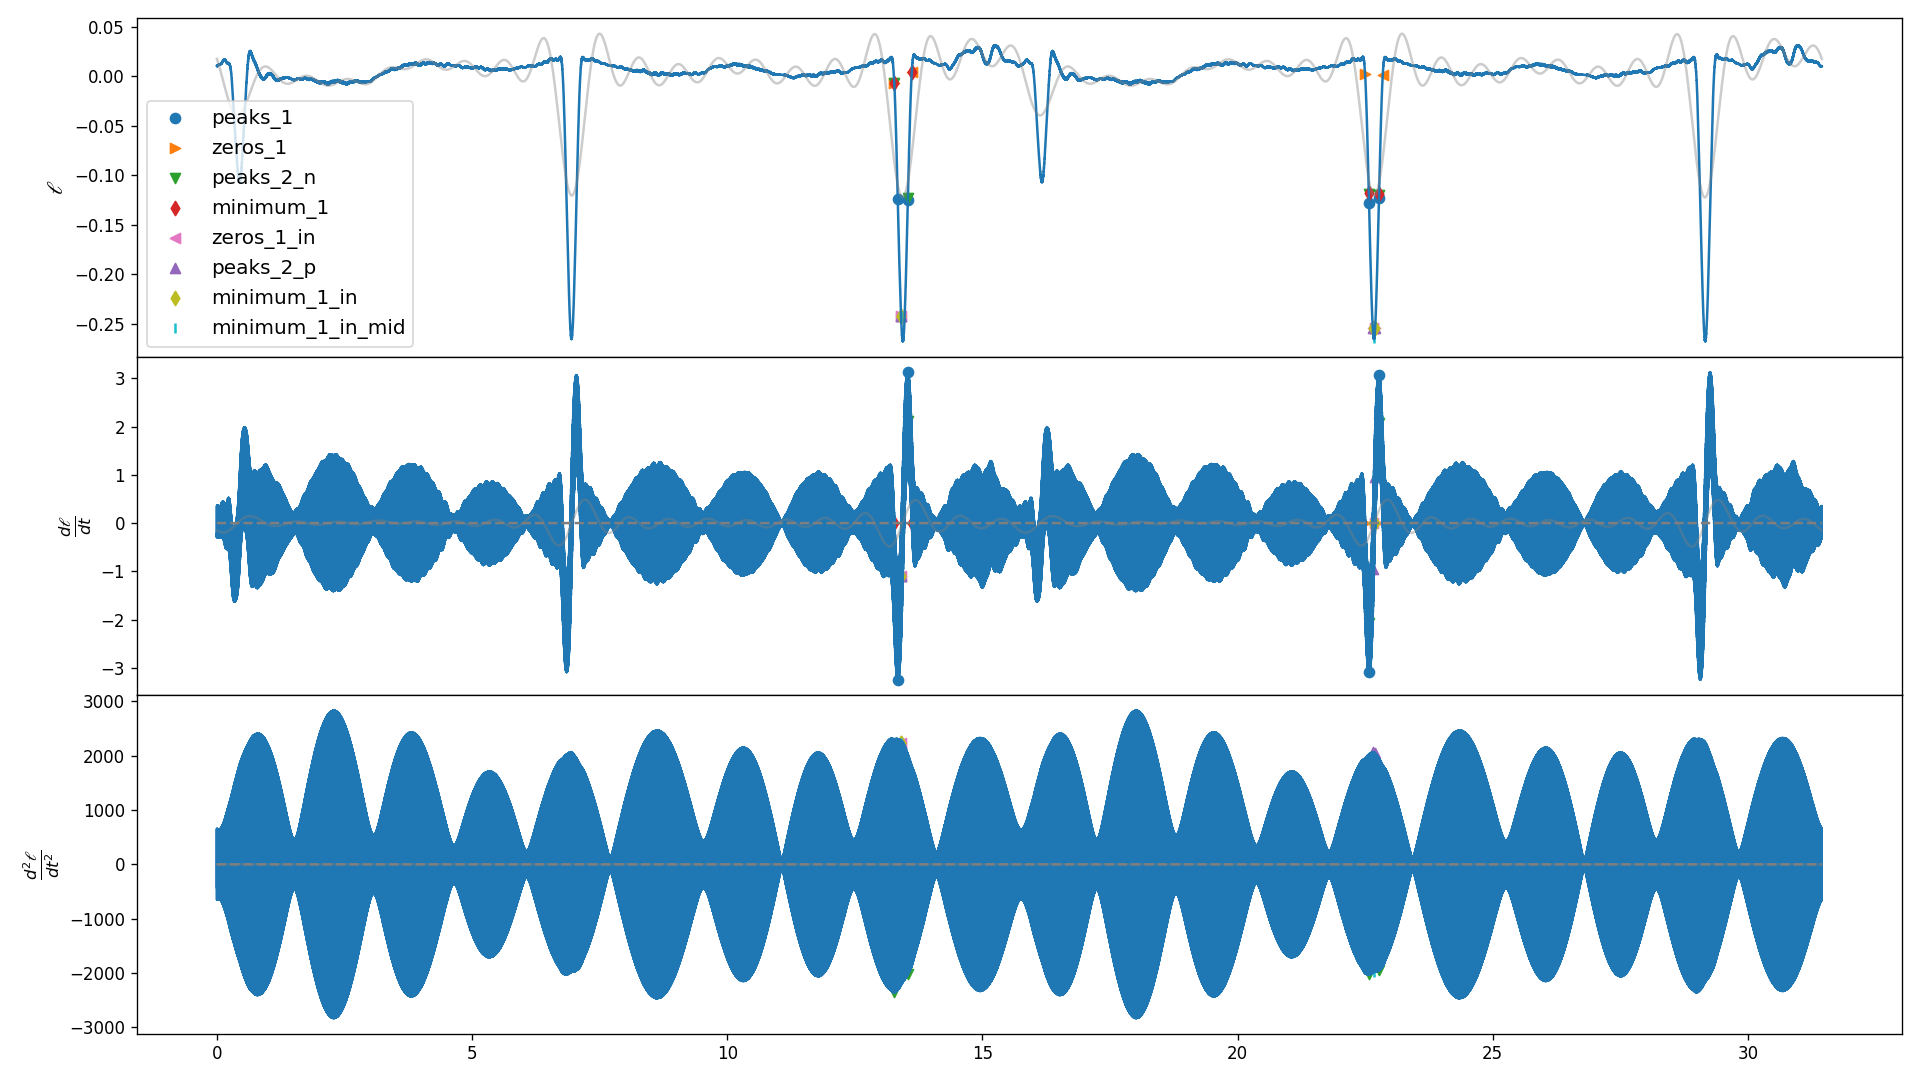 0.05
0.00
−0.05
−0.10
−0.15
−0.20
−0.25
ℓ
peaks_1
zeros_1
peaks_2_n
minimum_1
zeros_1_in
peaks_2_p
minimum_1_in
minimum_1_in_mid
3
2
1
0
−1
−2
−3
dℓ
dt
3000
2000
1000
0
−1000
−2000
−3000
d²ℓ
dt²
0 5 10 15 20 25 30